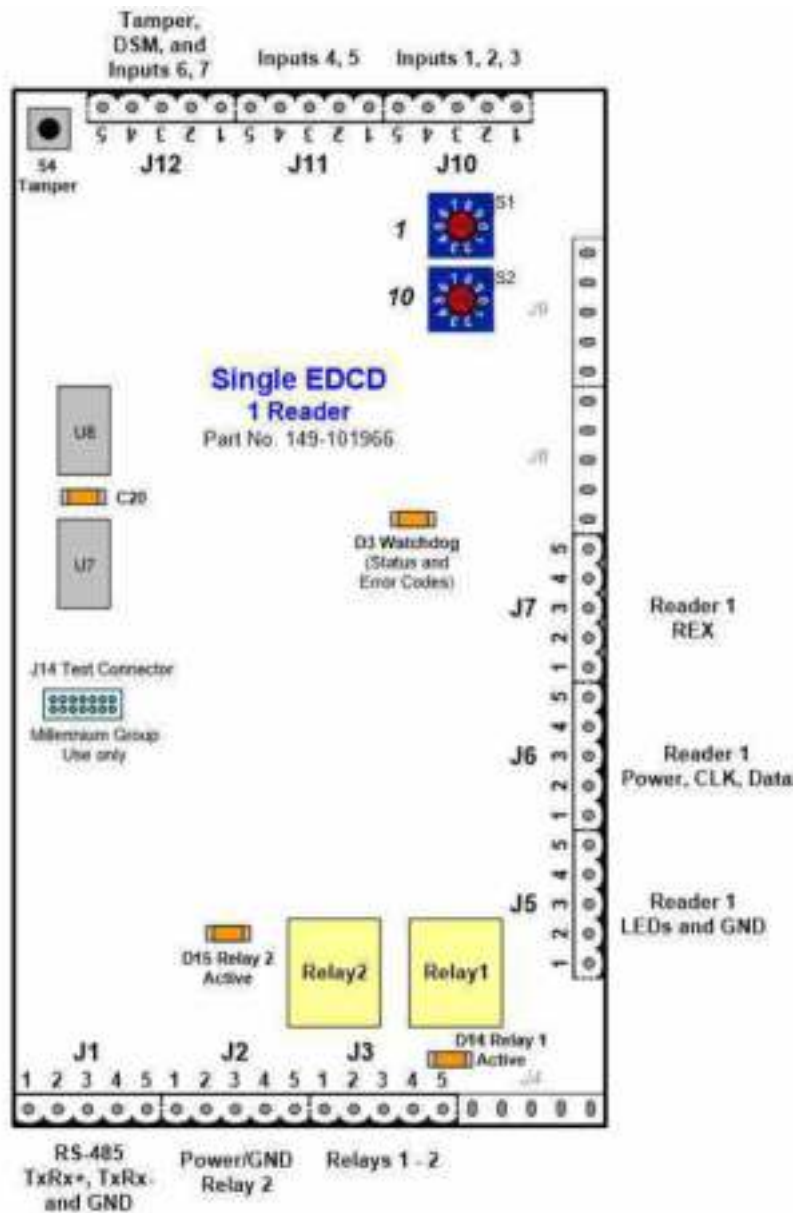 Tamper,
DSM, and
Inputs 6, 7
Inputs 4, 5
Inputs 1, 2, 3
5 4 3 2 1 5 4 3 2 1 5 4 3 2 1
J12
J11
J10
S4
Tamper
1
S1
10
S2
J9
Single EDCD
1 Reader
Part No. 149-101966
U8
C20
U7
J8
D3 Watchdog
(Status and
Error Codes)
5
4
J7 3
2
1
Reader 1
REX
J14 Test Connector
Millennium Group
Use only
5
4
J6 3
2
1
Reader 1
Power, CLK, Data
5
4
J5 3
2
1
Reader 1
LEDs and GND
D15 Relay 2
Active
Relay2
Relay1
D14 Relay 1
Active
J1
J2
J3
J4
1 2 3 4 5 1 2 3 4 5 1 2 3 4 5
RS-485
TxRx+, TxRx-
and GND
Power/GND
Relay 2
Relays 1 - 2